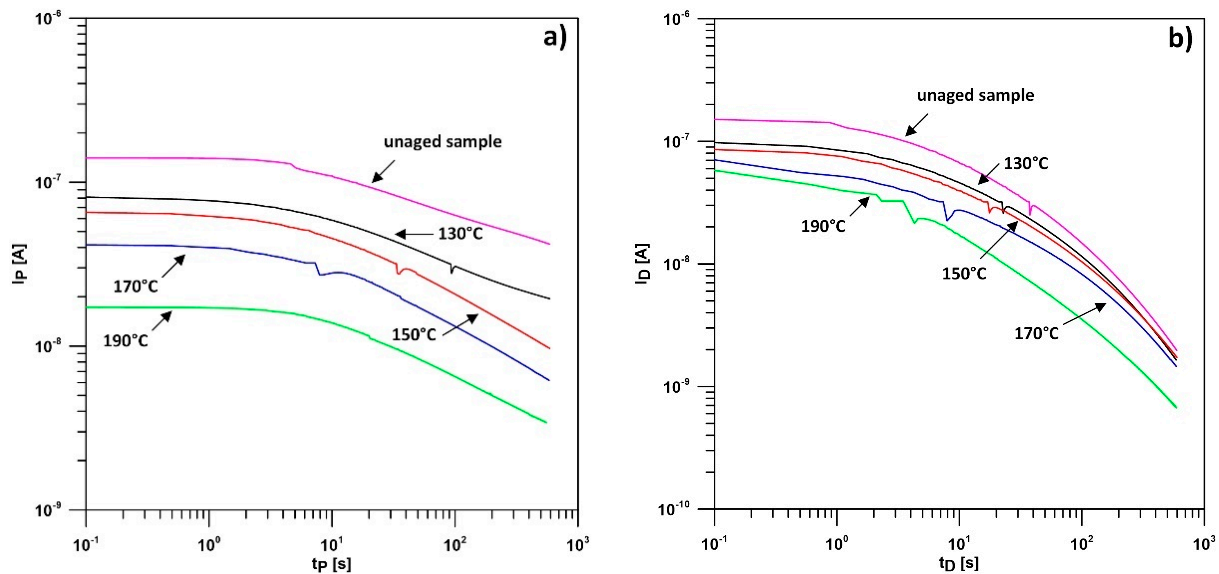 a)
10⁻⁶
10⁻⁷
10⁻⁸
10⁻⁹
Iₚ [A]
unaged sample
130°C
170°C
150°C
190°C
10⁻¹ 10⁰ 10¹ 10² 10³
tₚ [s]
b)
10⁻⁶
10⁻⁷
10⁻⁸
10⁻⁹
10⁻¹⁰
I_D [A]
unaged sample
130°C
190°C
150°C
170°C
10⁻¹ 10⁰ 10¹ 10² 10³
t_D [s]